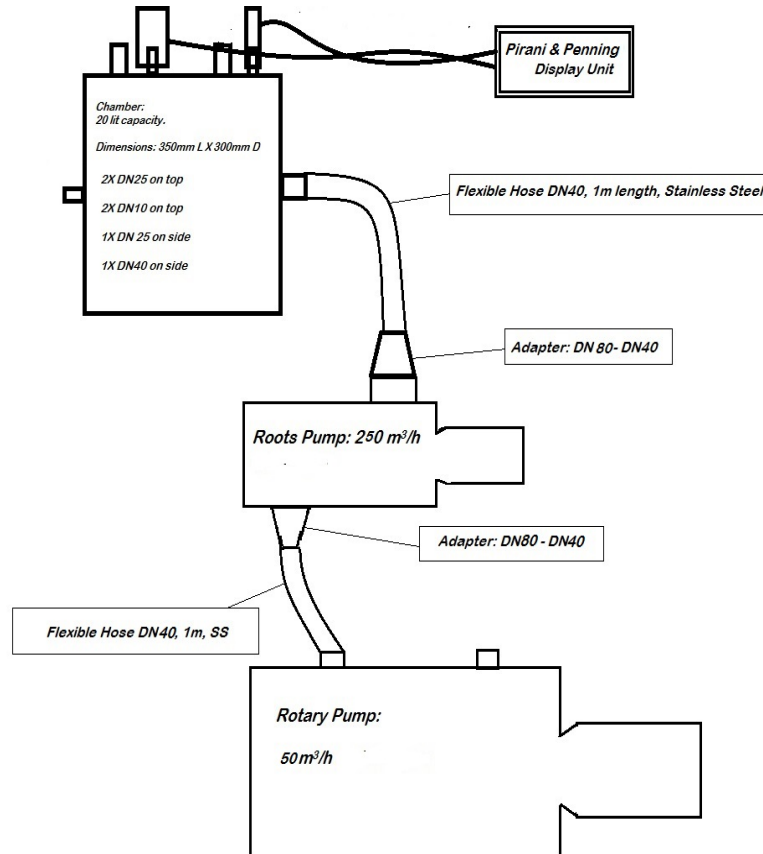 Pirani & Penning
Display Unit
Chamber:
20 lit capacity.
Dimensions: 350mm L X 300mm D
2X DN25 on top
2X DN10 on top
1X DN 25 on side
1X DN40 on side
Flexible Hose DN40, 1m length, Stainless Steel
Adapter: DN 80- DN40
Roots Pump: 250 m³/h
Adapter: DN80 - DN40
Flexible Hose DN40, 1m, SS
Rotary Pump:
50 m³/h